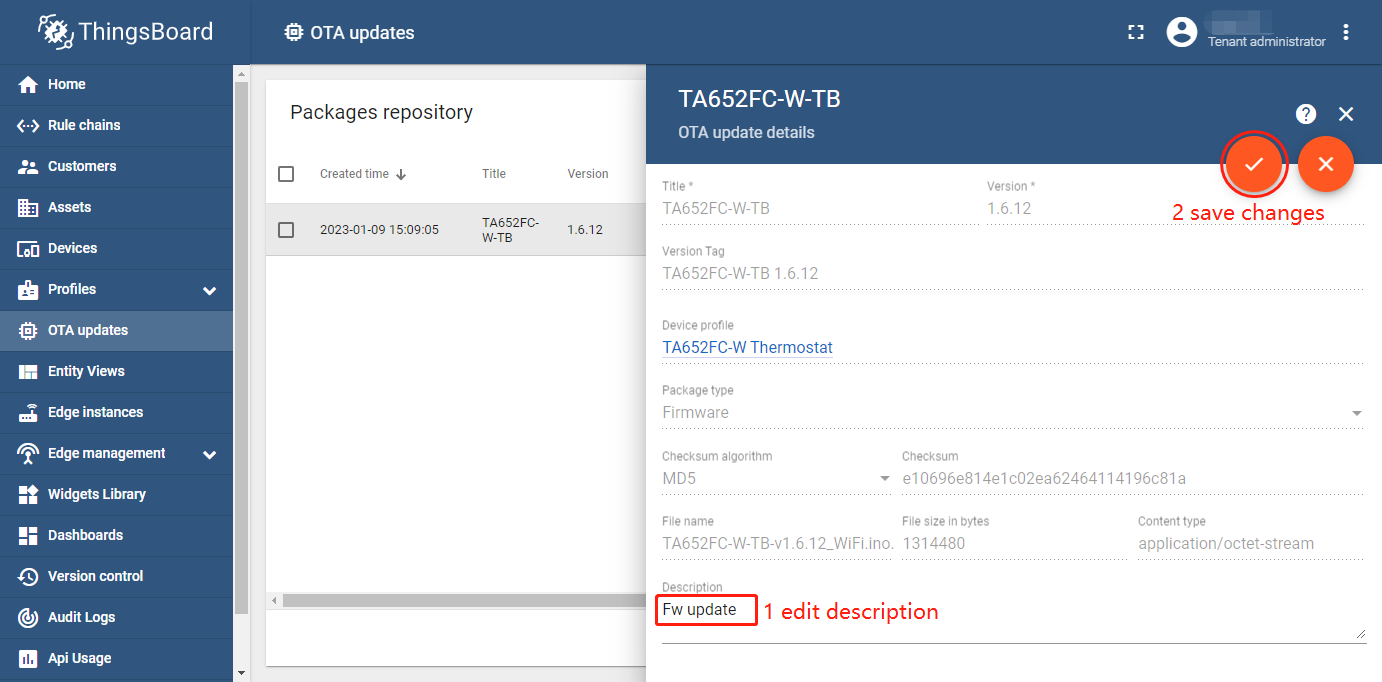 ThingsBoard
OTA updates
Tenant administrator
Home
Rule chains
Customers
Assets
Devices
Profiles
OTA updates
Entity Views
Edge instances
Edge management
Widgets Library
Dashboards
Version control
Audit Logs
Api Usage
Packages repository
Created time Title Version
2023-01-09 15:09:05 TA652FC-
W-TB 1.6.12
TA652FC-W-TB
OTA update details
?
Title * Version *
TA652FC-W-TB 1.6.12
2 save changes
Version Tag
TA652FC-W-TB 1.6.12
Device profile
TA652FC-W Thermostat
Package type
Firmware
Checksum algorithm Checksum
MD5 e10696e814e1c02ea62464114196c81a
File name File size in bytes Content type
TA652FC-W-TB-v1.6.12_WiFi.ino. 1314480 application/octet-stream
Description
Fw update 1 edit description